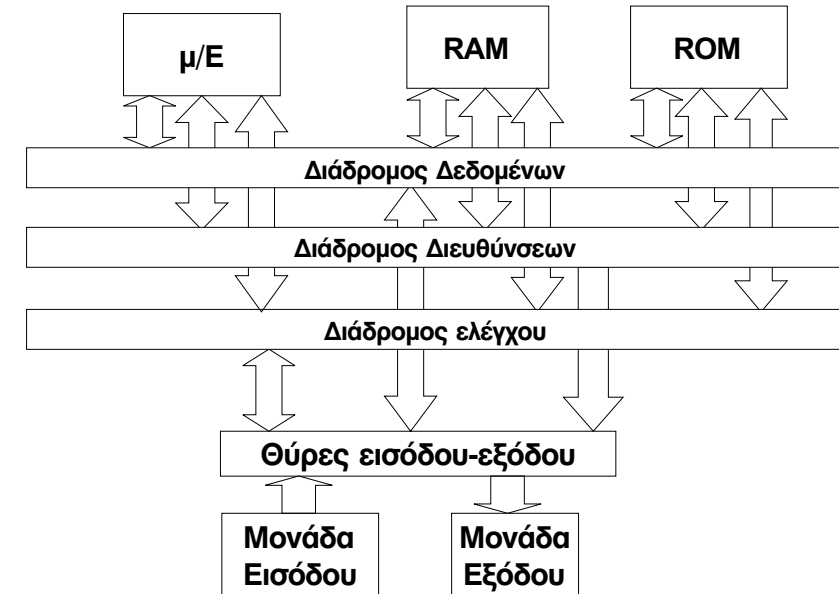 μ/Ε
RAM
ROM
Διάδρομος Δεδομένων
Διάδρομος Διευθύνσεων
Διάδρομος ελέγχου
Θύρες εισόδου-εξόδου
Μονάδα
Εισόδου
Μονάδα
Εξόδου